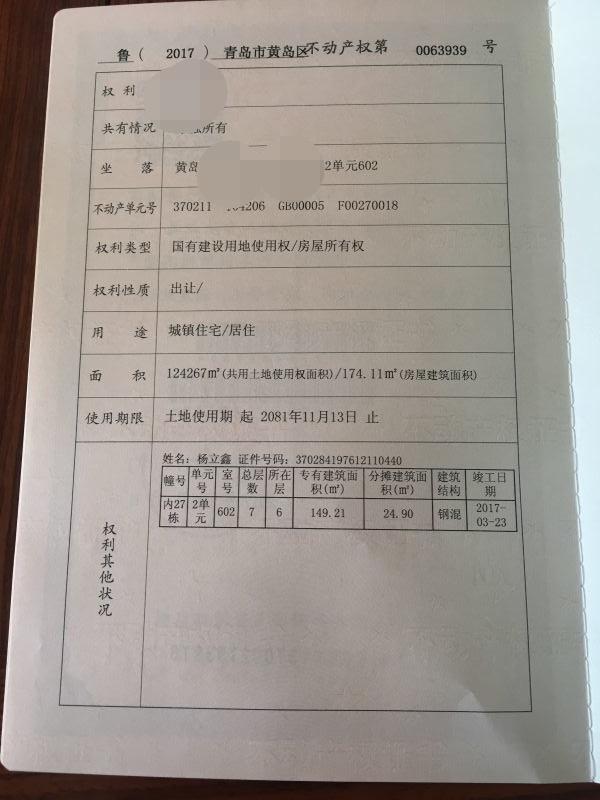 鲁( 2017 )青岛市黄岛区不动产权第 0063939 号
权利
共有情况 所有
坐落 黄岛 2单元602
不动产单元号 370211 4206 GB00005 F00270018
权利类型 国有建设用地使用权/房屋所有权
权利性质 出让/
用途 城镇住宅/居住
面积 124267㎡(共用土地使用权面积)/174.11㎡(房屋建筑面积)
使用期限 土地使用期 起 2081年11月13日 止
权利其他状况
姓名: 杨立鑫 证件号码: 370284197612110440
幢号 单元号 室号 总层数 所在层 专有建筑面积(㎡) 分摊建筑面积(㎡) 建筑结构 竣工日期
内27栋 2单元 602 7 6 149.21 24.90 钢混 2017-03-23